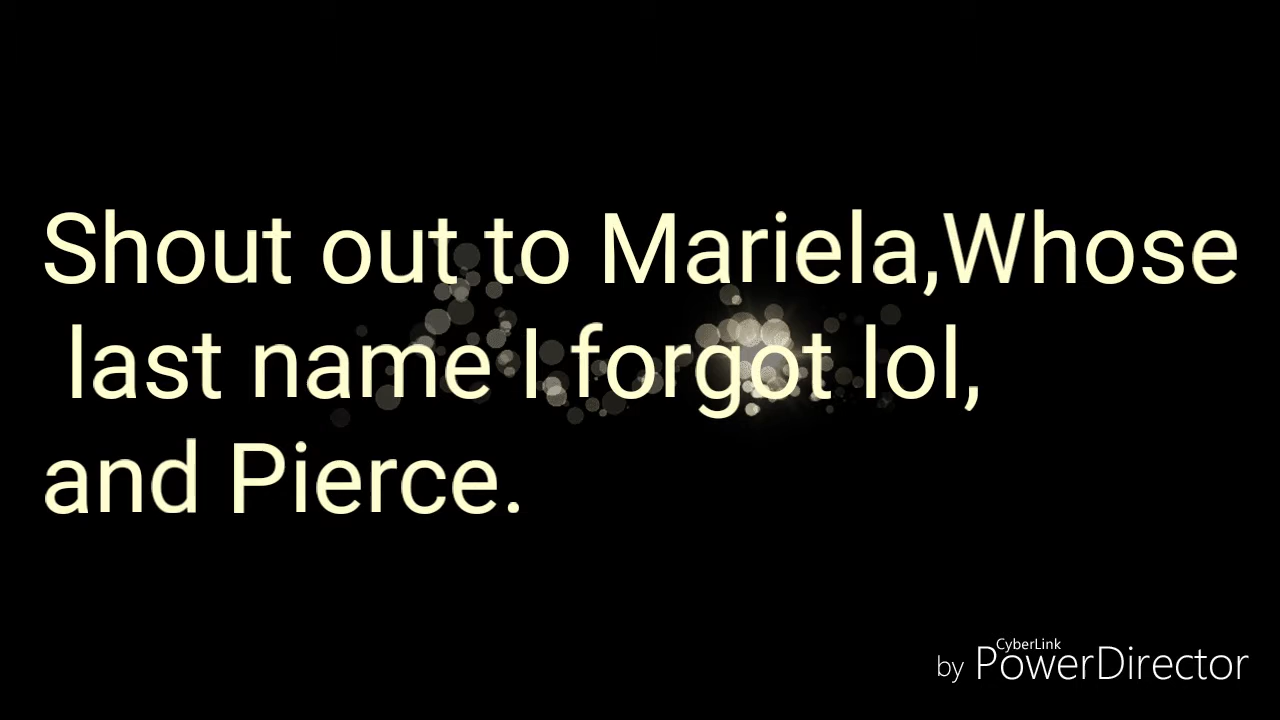 Shout out to Mariela,Whose
last name I forgot lol,
and Pierce.
CyberLink
by PowerDirector